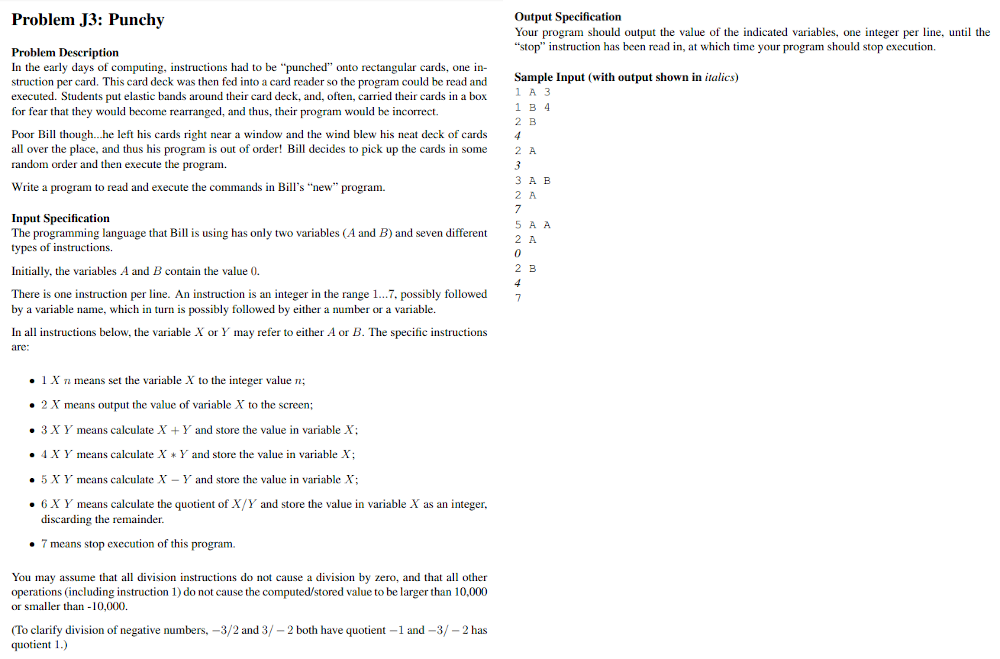 Problem J3: Punchy
Problem Description
In the early days of computing, instructions had to be “punched” onto rectangular cards, one in-
struction per card. This card deck was then fed into a card reader so the program could be read and
executed. Students put elastic bands around their card deck, and, often, carried their cards in a box
for fear that they would become rearranged, and thus, their program would be incorrect.
Poor Bill though...he left his cards right near a window and the wind blew his neat deck of cards
all over the place, and thus his program is out of order! Bill decides to pick up the cards in some
random order and then execute the program.
Write a program to read and execute the commands in Bill’s “new” program.
Input Specification
The programming language that Bill is using has only two variables (A and B) and seven different
types of instructions.
Initially, the variables A and B contain the value 0.
There is one instruction per line. An instruction is an integer in the range 1...7, possibly followed
by a variable name, which in turn is possibly followed by either a number or a variable.
In all instructions below, the variable X or Y may refer to either A or B. The specific instructions
are:
• 1 X n means set the variable X to the integer value n;
• 2 X means output the value of variable X to the screen;
• 3 X Y means calculate X + Y and store the value in variable X;
• 4 X Y means calculate X ∗ Y and store the value in variable X;
• 5 X Y means calculate X − Y and store the value in variable X;
• 6 X Y means calculate the quotient of X/Y and store the value in variable X as an integer,
discarding the remainder.
• 7 means stop execution of this program.
You may assume that all division instructions do not cause a division by zero, and that all other
operations (including instruction 1) do not cause the computed/stored value to be larger than 10,000
or smaller than -10,000.
(To clarify division of negative numbers, −3/2 and 3/ − 2 both have quotient −1 and −3/ − 2 has
quotient 1.)
Output Specification
Your program should output the value of the indicated variables, one integer per line, until the
“stop” instruction has been read in, at which time your program should stop execution.
Sample Input (with output shown in italics)
1 A 3
1 B 4
2 B
4
2 A
3
3 A B
2 A
7
5 A A
2 A
0
2 B
4
7